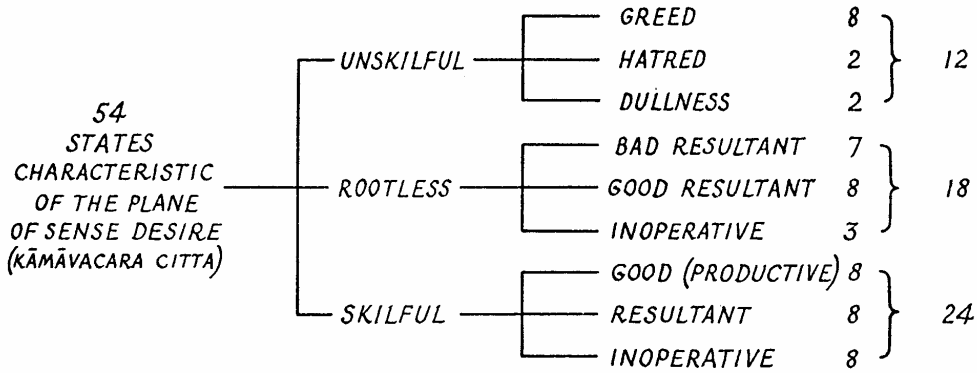 54
STATES
CHARACTERISTIC
OF THE PLANE
OF SENSE DESIRE
(KĀMĀVACARA CITTA)
UNSKILFUL
GREED 8
HATRED 2
DULLNESS 2
12
ROOTLESS
BAD RESULTANT 7
GOOD RESULTANT 8
INOPERATIVE 3
18
SKILFUL
GOOD (PRODUCTIVE) 8
RESULTANT 8
INOPERATIVE 8
24